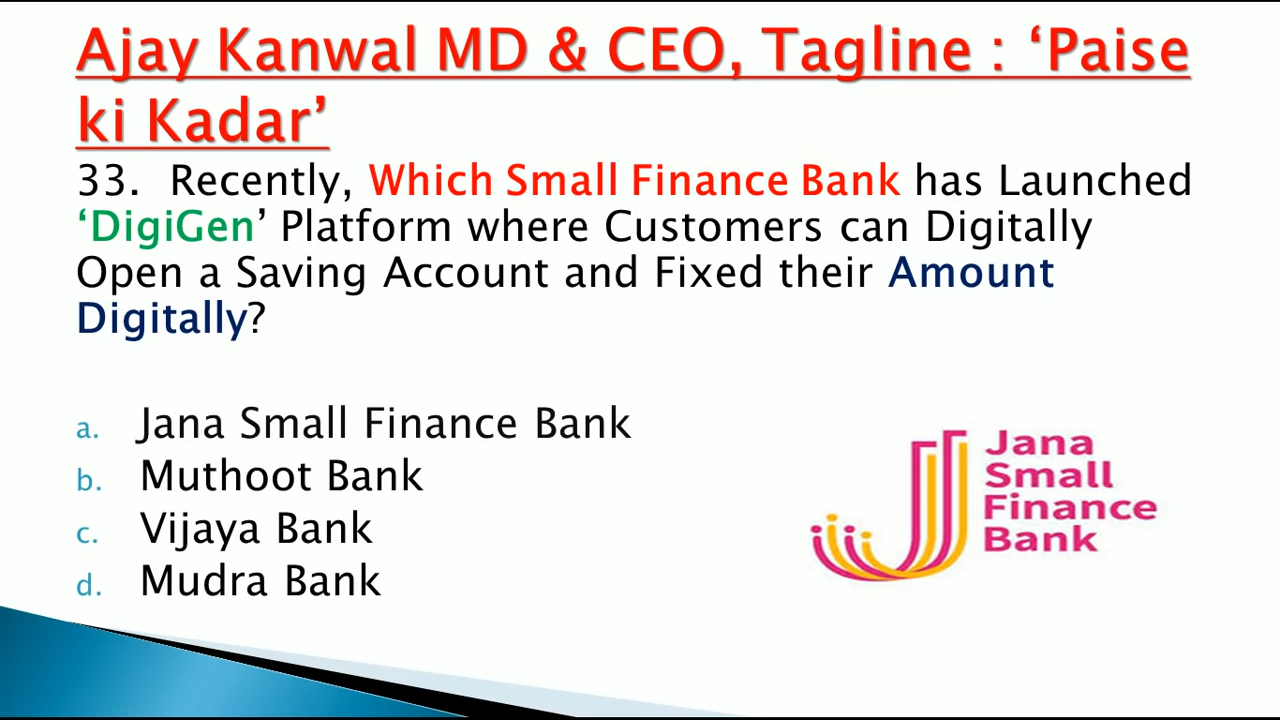 Ajay Kanwal MD & CEO, Tagline : ‘Paise
ki Kadar’
33. Recently, Which Small Finance Bank has Launched
‘DigiGen’ Platform where Customers can Digitally
Open a Saving Account and Fixed their Amount
Digitally?
a. Jana Small Finance Bank
b. Muthoot Bank
c. Vijaya Bank
d. Mudra Bank
Jana
Small
Finance
Bank